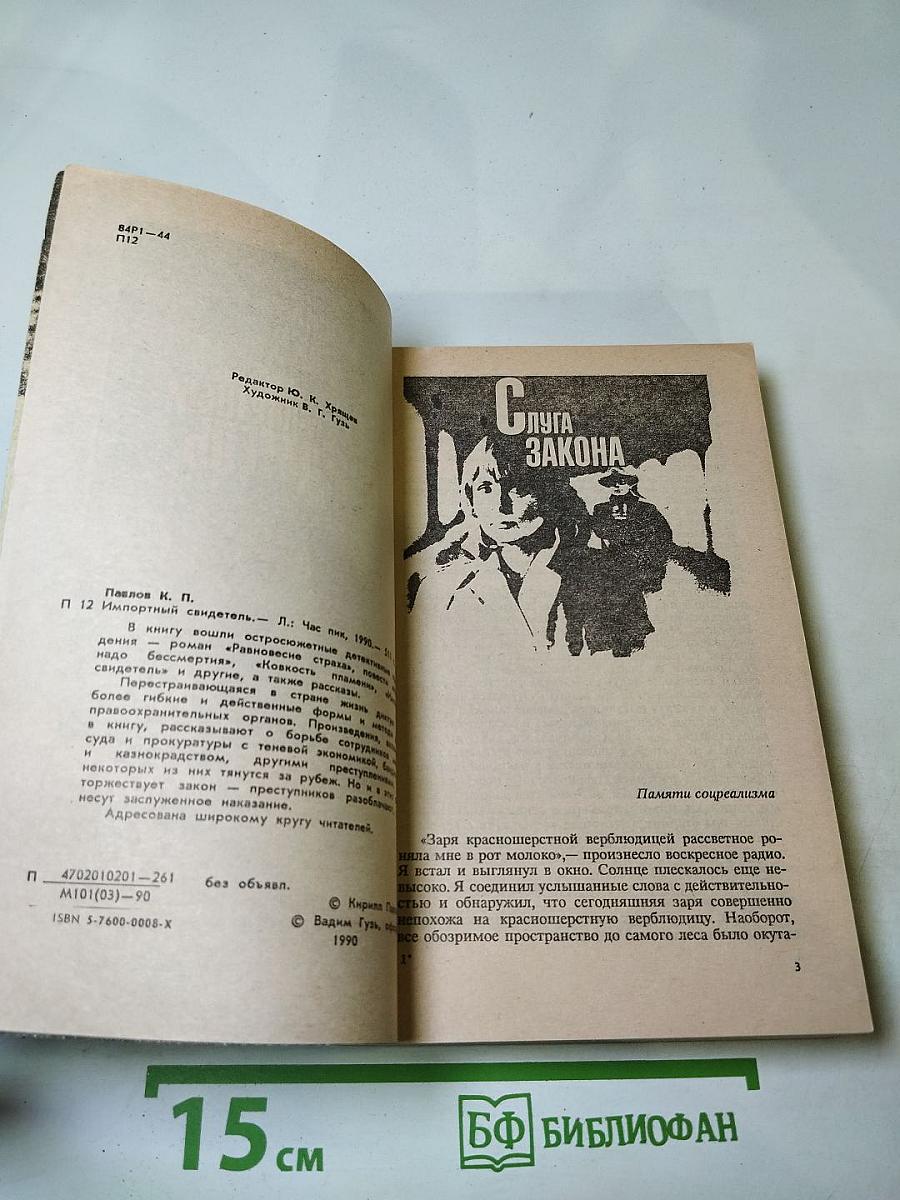 84Р1—44
П12
Редактор Ю. К. Хрящев
Художник В. Г. Гузь
Павлов К. П.
П 12 Импортный свидетель.— Л.: Час пик, 1990.—
В книгу вошли остросюжетные детективные
дения — роман «Равновесие страха», повести
надо бессмертия», «Ковкость пламени»,
свидетель» и другие, а также рассказы.
Перестраивающаяся в стране жизнь
более гибкие и действенные формы и методы
правоохранительных органов. Произведения,
в книгу, рассказывают о борьбе сотрудников
суда и прокуратуры с теневой экономикой,
и казнокрадством, другими преступлениями
некоторых из них тянутся за рубеж. Но и в
торжествует закон — преступников разоблачают
несут заслуженное наказание.
Адресована широкому кругу читателей.
П 4702010201—261 без объявл.
М101(03)—90
ISBN 5-7600-0008-X
© Кирилл
© Вадим Гузь,
1990
Слуга
ЗАКОНА
Памяти соцреализма
«Заря красношерстной верблюдицей рассветное ро-
няла мне в рот молоко»,— произнесло воскресное радио.
Я встал и выглянул в окно. Солнце плескалось еще не-
высоко. Я соединил услышанные слова с действительно-
стью и обнаружил, что сегодняшняя заря совершенно
непохожа на красношерстную верблюдицу. Наоборот,
все обозримое пространство до самого леса было окута-
1*
3
15 см
БФ БИБЛИОФАН